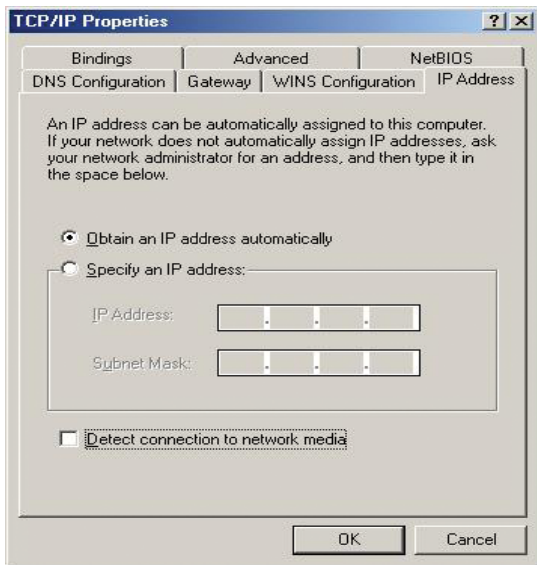 TCP/IP Properties
Bindings Advanced NetBIOS
DNS Configuration Gateway WINS Configuration IP Address
An IP address can be automatically assigned to this computer.
If your network does not automatically assign IP addresses, ask
your network administrator for an address, and then type it in
the space below.
Obtain an IP address automatically
Specify an IP address:
IP Address:
Subnet Mask:
Detect connection to network media
OK Cancel